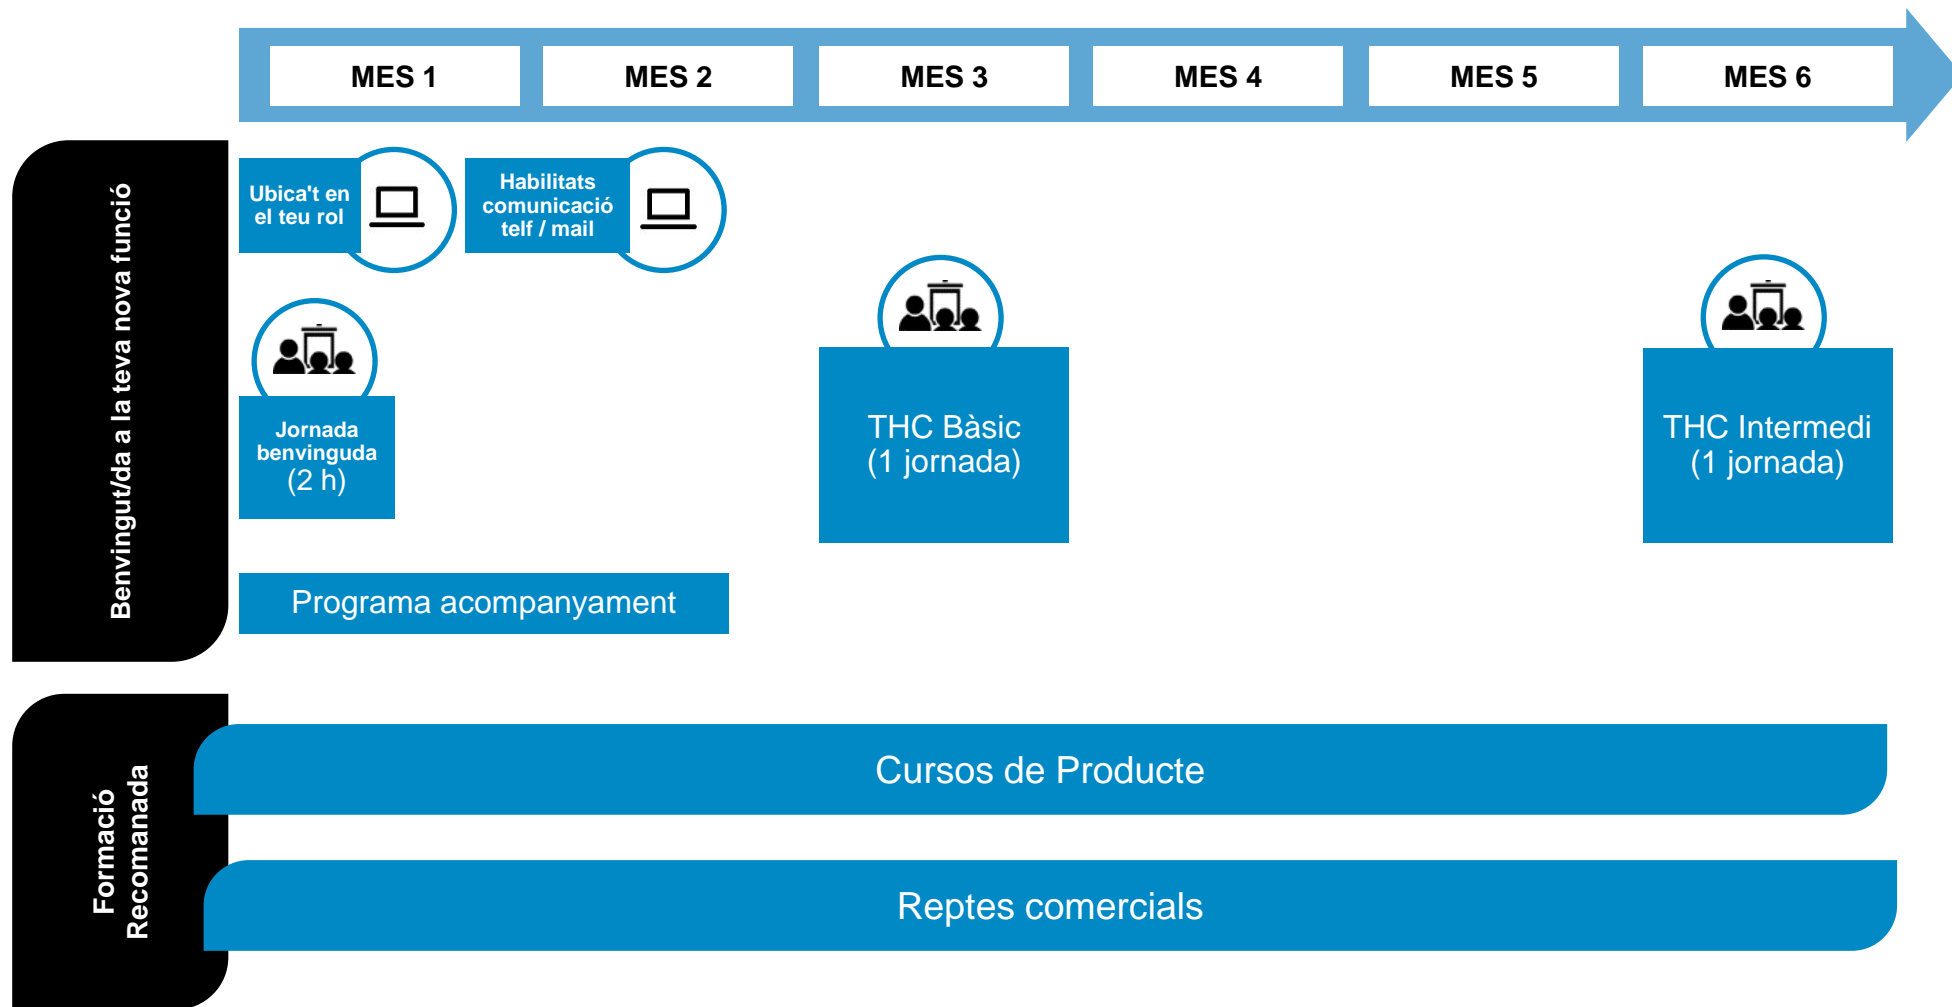 MES 1
MES 2
MES 3
MES 4
MES 5
MES 6
Benvingut/da a la teva nova funció
Ubica't en
el teu rol
Habilitats
comunicació
telf / mail
Jornada
benvinguda
(2 h)
THC Bàsic
(1 jornada)
THC Intermedi
(1 jornada)
Programa acompanyament
Formació
Recomanada
Cursos de Producte
Reptes comercials